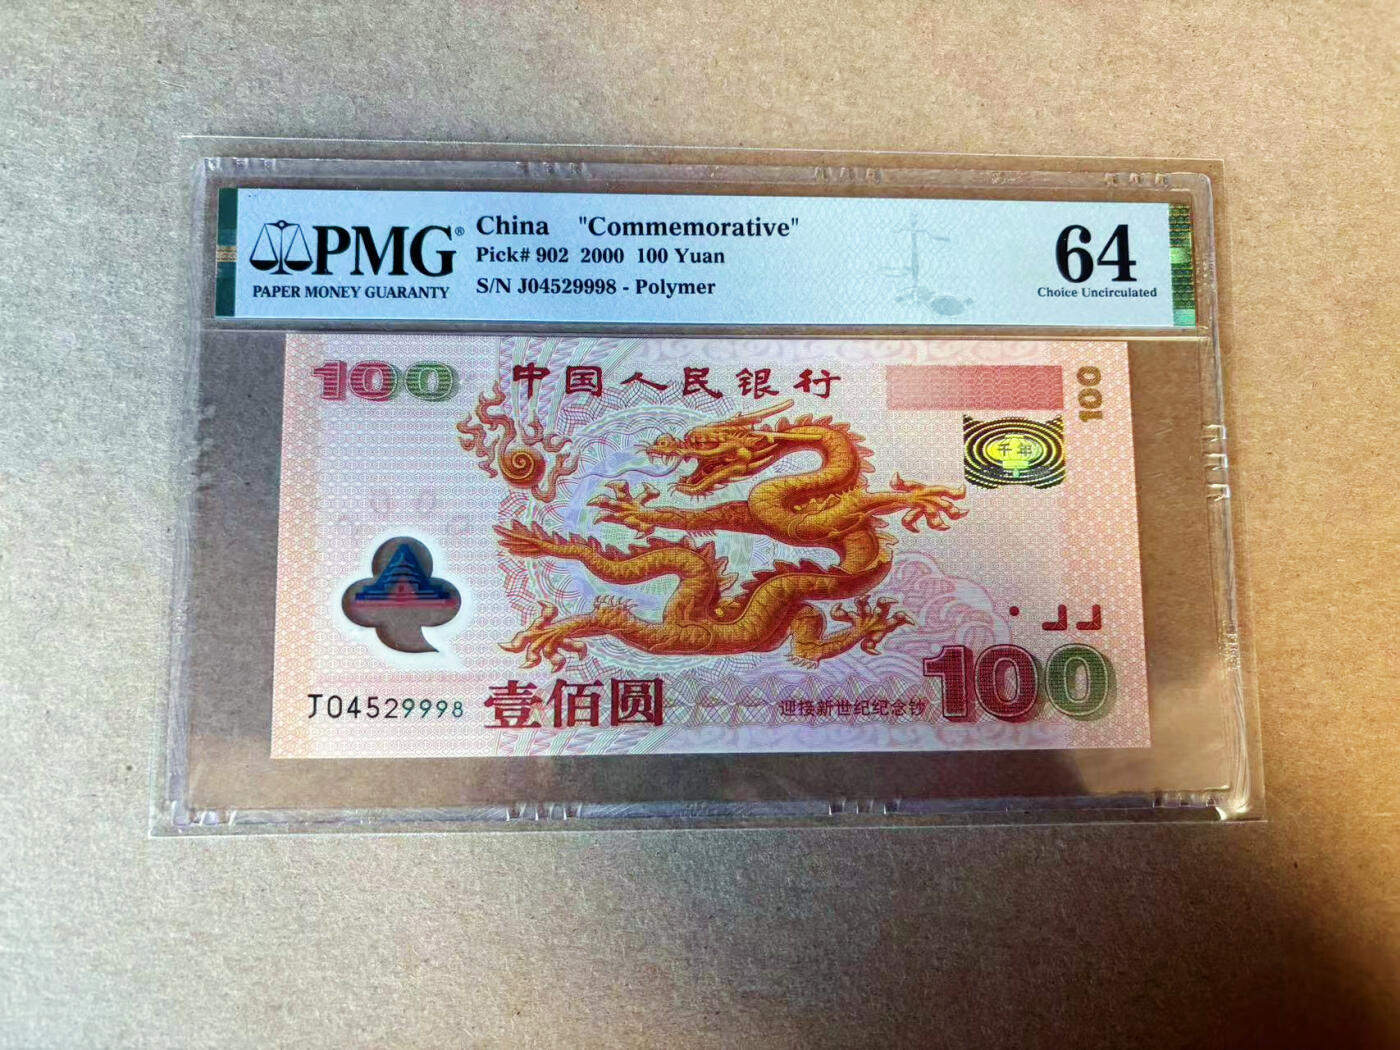 PMG®
PAPER MONEY GUARANTY
China "Commemorative"
Pick# 902 2000 100 Yuan
S/N J04529998 - Polymer
64
Choice Uncirculated
100
中国人民银行
100
千年
J04529998
壹佰圆
迎接新世纪纪念钞
100